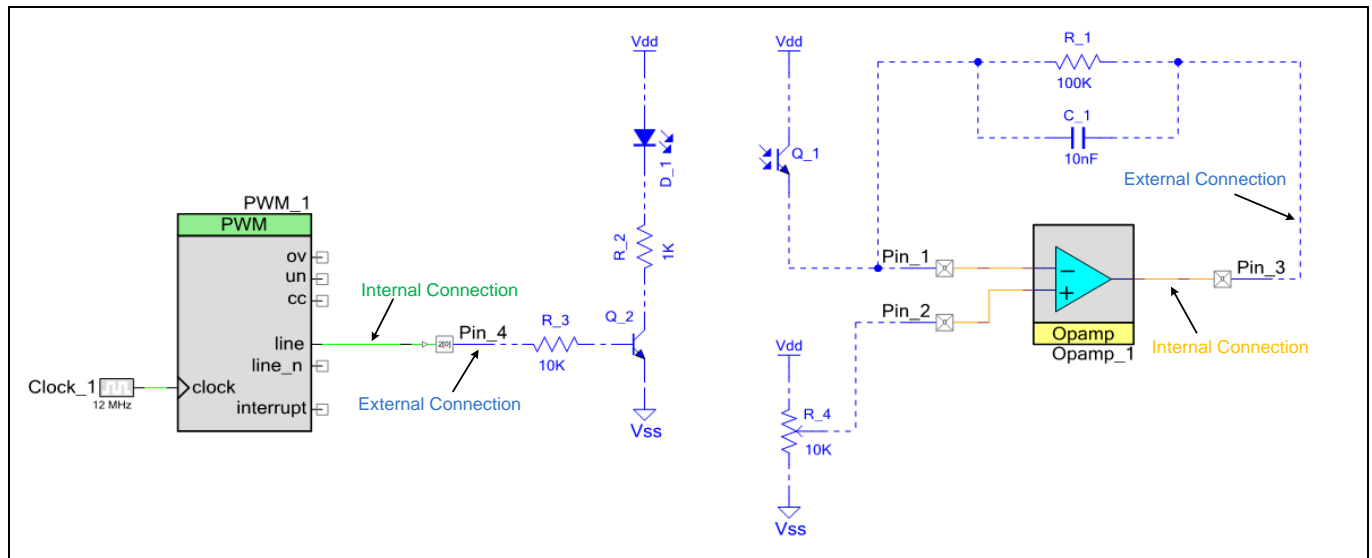 PWM_1
PWM
ov
un
cc
line
line_n
interrupt
clock
Clock_1
12 MHz
Internal Connection
2[0]
Pin_4
External Connection
R_3
10K
Q_2
Vdd
D_1
R_2
1K
Vss
Vdd
Q_1
R_1
100K
C_1
10nF
External Connection
Pin_1
Pin_2
Opamp
Opamp_1
Pin_3
Internal Connection
Vdd
R_4
10K
Vss